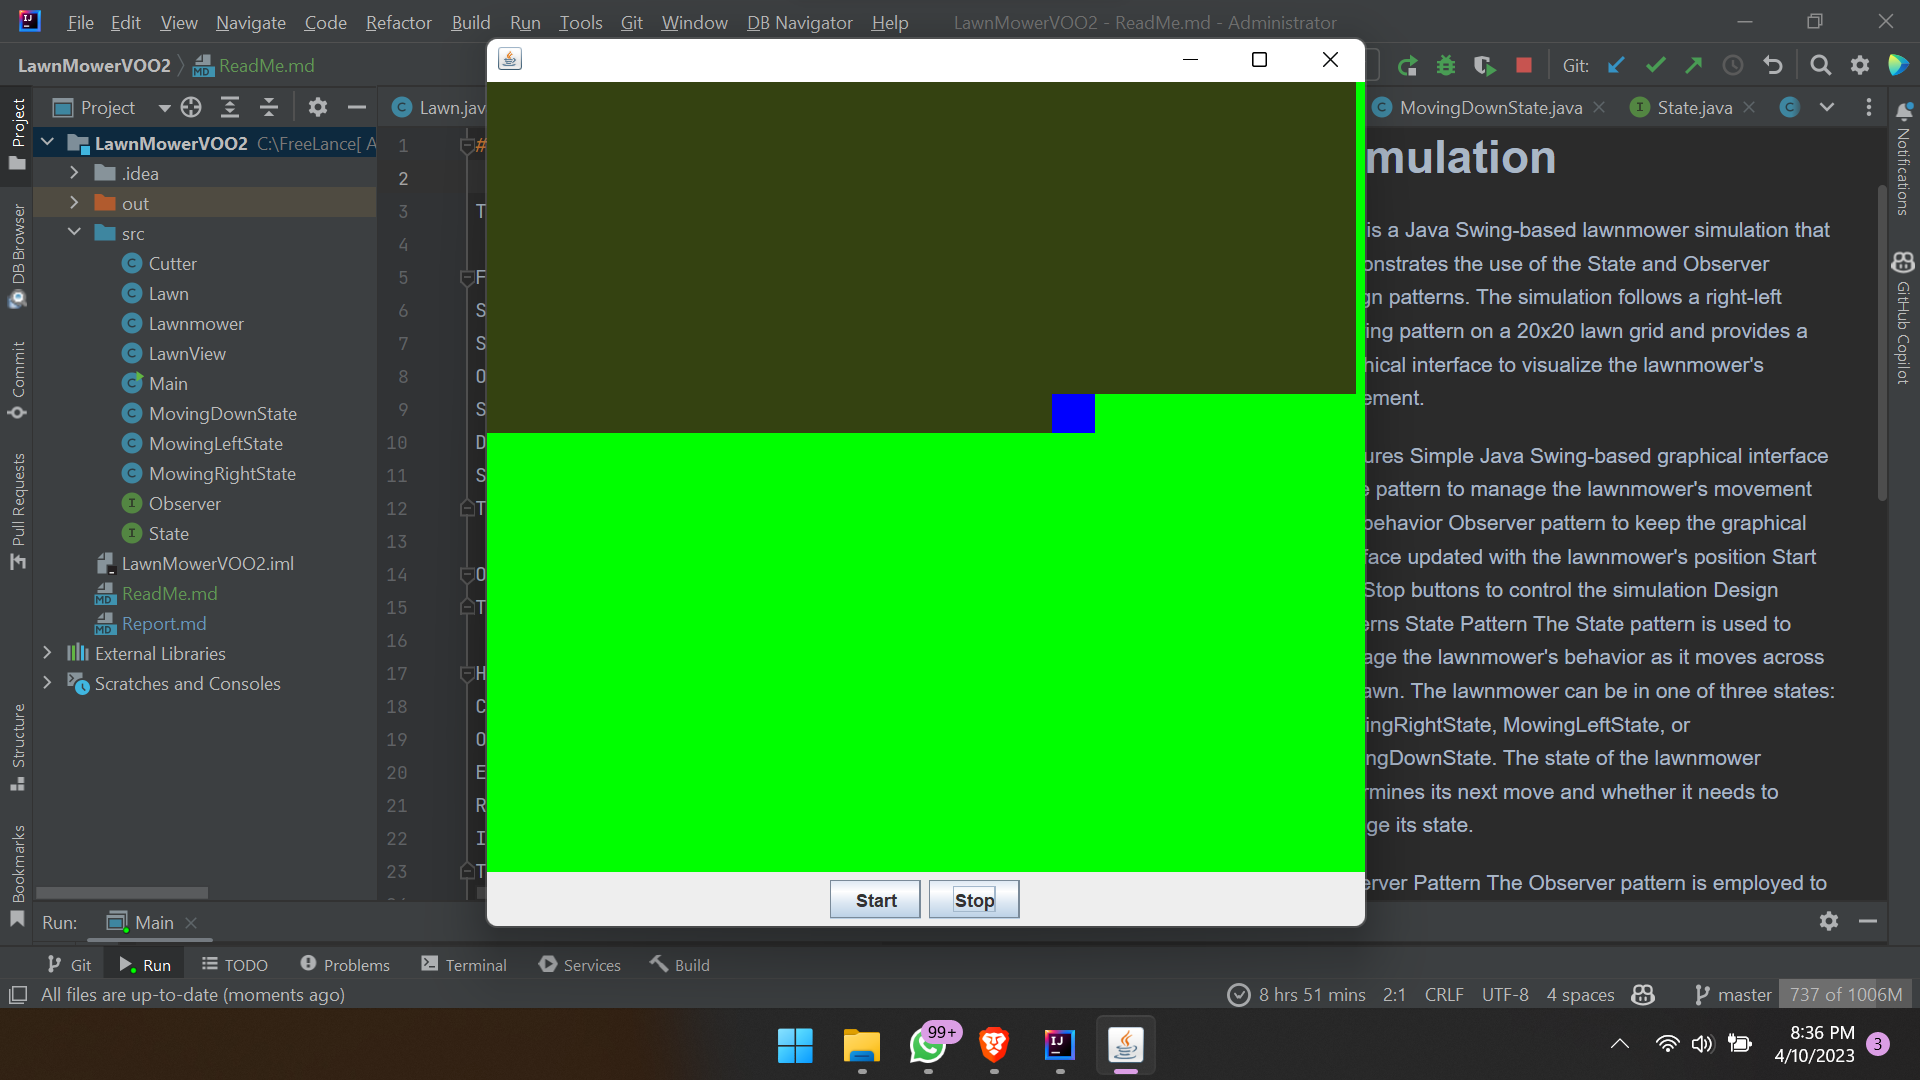 File Edit View Navigate Code Refactor Build Run Tools Git Window DB Navigator Help LawnMowerVOO2 - ReadMe.md - Administrator
LawnMowerVOO2 ReadMe.md Git:
Project Lawn.jav MovingDownState.java State.java
LawnMowerVOO2 C:\FreeLance[ A
.idea
out
src
Cutter
Lawn
Lawnmower
LawnView
Main
MovingDownState
MowingLeftState
MowingRightState
Observer
State
LawnMowerVOO2.iml
ReadMe.md
Report.md
External Libraries
Scratches and Consoles
Project
DB Browser
Commit
Pull Requests
Structure
Bookmarks
1 #
2
3 T
4
5 F
6 S
7 S
8 O
9 S
10 D
11 S
12 T
13
14 O
15 T
16
17 H
18 C
19 O
20 E
21 R
22 I
23 T
Start Stop
mulation
is a Java Swing-based lawnmower simulation that
onstrates the use of the State and Observer
gn patterns. The simulation follows a right-left
ing pattern on a 20x20 lawn grid and provides a
hical interface to visualize the lawnmower's
ement.
ures Simple Java Swing-based graphical interface
e pattern to manage the lawnmower's movement
behavior Observer pattern to keep the graphical
face updated with the lawnmower's position Start
Stop buttons to control the simulation Design
erns State Pattern The State pattern is used to
age the lawnmower's behavior as it moves across
awn. The lawnmower can be in one of three states:
ingRightState, MowingLeftState, or
ngDownState. The state of the lawnmower
rmines its next move and whether it needs to
ge its state.
erver Pattern The Observer pattern is employed to
Notifications
GitHub Copilot
Run: Main
Git Run TODO Problems Terminal Services Build
All files are up-to-date (moments ago) 8 hrs 51 mins 2:1 CRLF UTF-8 4 spaces master 737 of 1006M
99+
8:36 PM
4/10/2023
3